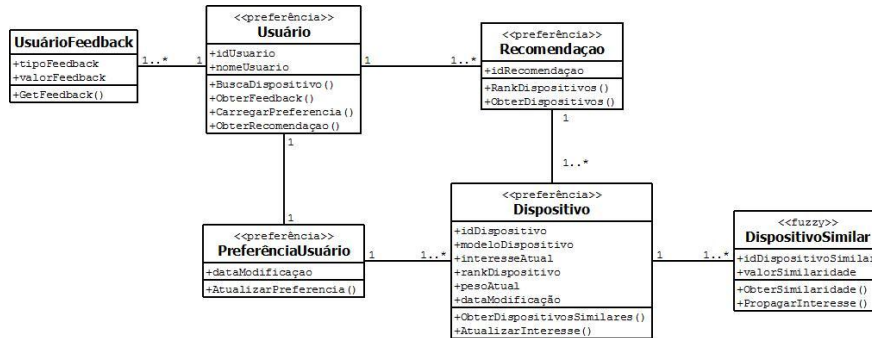 UsuárioFeedback
+tipoFeedback
+valorFeedback
+GetFeedback()
1..*
1
<<preferência>>
Usuário
+idUsuario
+nomeUsuario
+BuscaDispositivo()
+ObterFeedback()
+CarregarPreferencia()
+ObterRecomendaçao()
1
1..*
<<preferência>>
Recomendaçao
+idRecomendaçao
+RankDispositivos()
+ObterDispositivos()
1
1
1
1..*
<<preferência>>
PreferênciaUsuário
+dataModificaçao
+AtualizarPreferencia()
1
1..*
<<preferência>>
Dispositivo
+idDispositivo
+modeloDispositivo
+interesseAtual
+rankDispositivo
+pesoAtual
+dataModificação
+ObterDispositivosSimilares()
+AtualizarInteresse()
1
1..*
<<fuzzy>>
DispositivoSimilar
+idDispositivoSimilar
+valorSimilaridade
+ObterSimilaridade()
+PropagarInteresse()